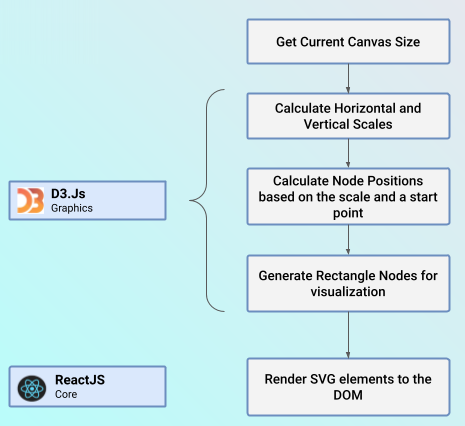 Get Current Canvas Size
Calculate Horizontal and
Vertical Scales
Calculate Node Positions
based on the scale and a start
point
D3.Js
Graphics
Generate Rectangle Nodes for
visualization
ReactJS
Core
Render SVG elements to the
DOM